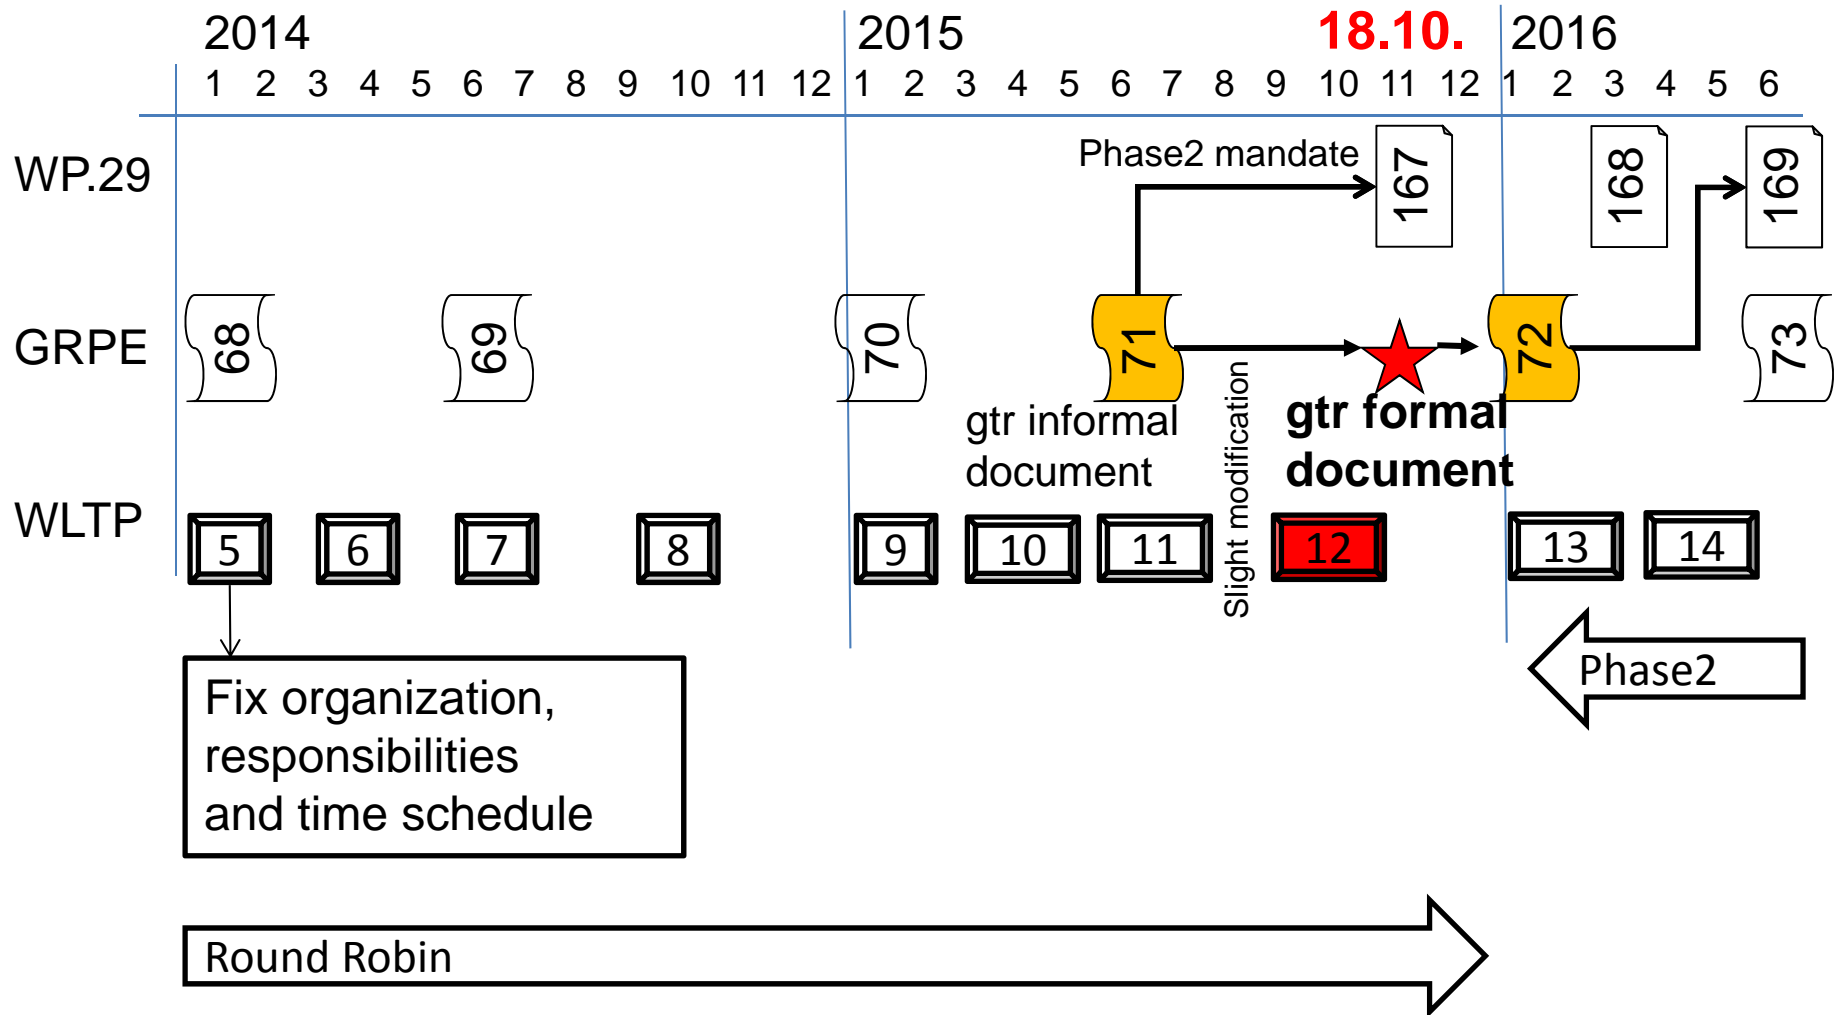 2014 2015 18.10. 2016
1 2 3 4 5 6 7 8 9 10 11 12 1 2 3 4 5 6 7 8 9 10 11 12 1 2 3 4 5 6
WP.29
Phase2 mandate
167
168
169
GRPE
68
69
70
71
72
73
gtr informal
document
Slight modification
gtr formal
document
WLTP
5 6 7 8 9 10 11 12 13 14
Phase2
Fix organization,
responsibilities
and time schedule
Round Robin